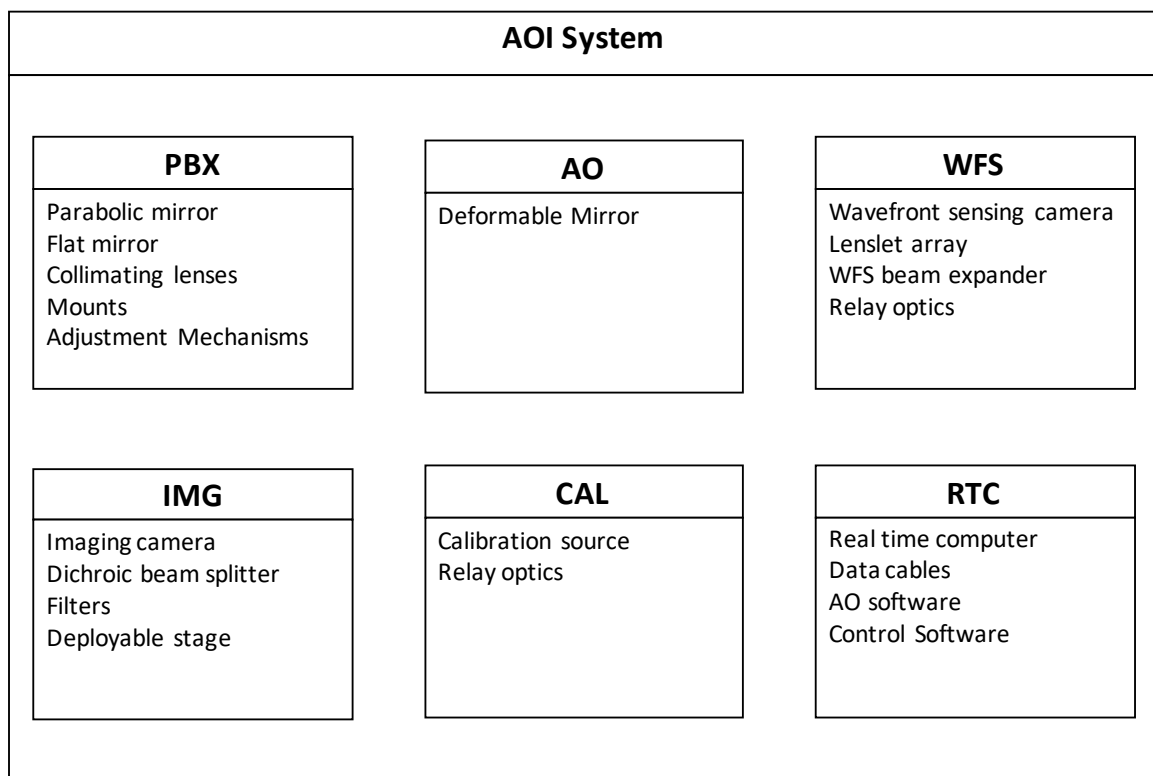 AOI System
PBX
Parabolic mirror
Flat mirror
Collimating lenses
Mounts
Adjustment Mechanisms
AO
Deformable Mirror
WFS
Wavefront sensing camera
Lenslet array
WFS beam expander
Relay optics
IMG
Imaging camera
Dichroic beam splitter
Filters
Deployable stage
CAL
Calibration source
Relay optics
RTC
Real time computer
Data cables
AO software
Control Software